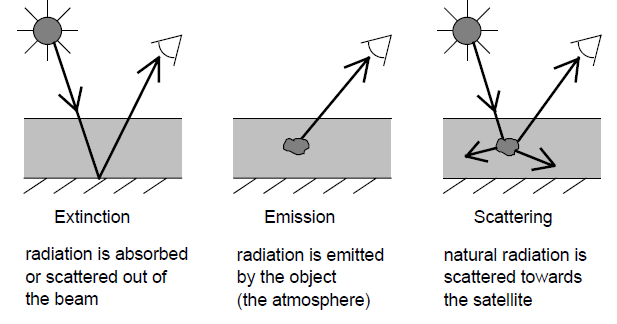 Extinction
radiation is absorbed
or scattered out of
the beam
Emission
radiation is emitted
by the object
(the atmosphere)
Scattering
natural radiation is
scattered towards
the satellite